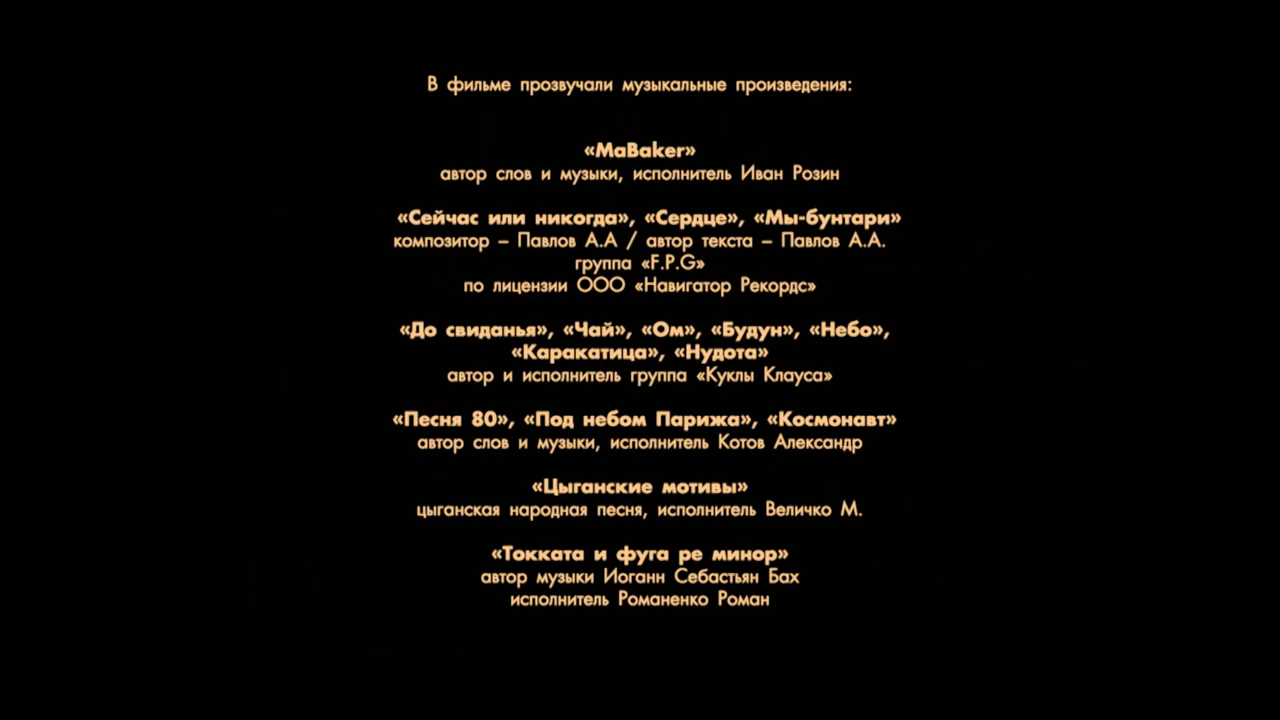 В фильме прозвучали музыкальные произведения:
«MaBaker»
автор слов и музыки, исполнитель Иван Розин
«Сейчас или никогда», «Сердце», «Мы-бунтари»
композитор – Павлов А.А / автор текста – Павлов А.А.
группа «F.P.G»
по лицензии ООО «Навигатор Рекордс»
«До свиданья», «Чай», «Ом», «Будун», «Небо»,
«Каракатица», «Нудота»
автор и исполнитель группа «Куклы Клауса»
«Песня 80», «Под небом Парижа», «Космонавт»
автор слов и музыки, исполнитель Котов Александр
«Цыганские мотивы»
цыганская народная песня, исполнитель Величко М.
«Токката и фуга ре минор»
автор музыки Иоганн Себастьян Бах
исполнитель Романенко Роман